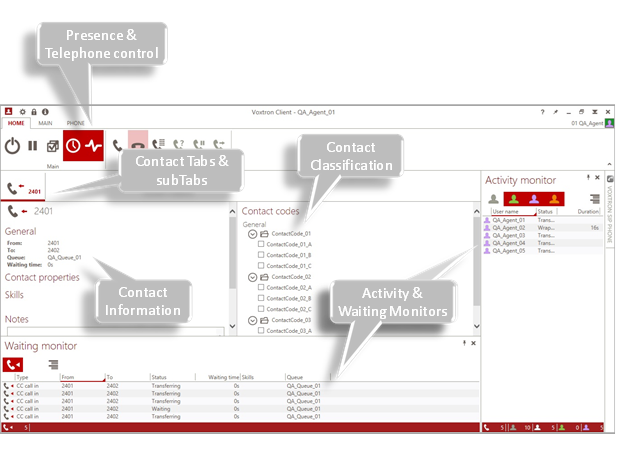 Presence &
Telephone control
Voxtron Client - QA_Agent_01
HOME MAIN PHONE
01 QA_Agent
Main
Contact Tabs &
subTabs
Contact
Classification
2401
2401
General
From: 2401
To: 2402
Queue: QA_Queue_01
Waiting time: 0s
Contact properties
Skills
Notes
Contact
Information
Contact codes
General
ContactCode_01
ContactCode_01_A
ContactCode_01_B
ContactCode_01_C
ContactCode_02
ContactCode_02_A
ContactCode_02_B
ContactCode_02_C
ContactCode_03
ContactCode_03_A
Activity &
Waiting Monitors
Activity monitor
User name Status Duration
QA_Agent_01 Trans...
QA_Agent_02 Wrap... 16s
QA_Agent_03 Trans...
QA_Agent_04 Trans...
QA_Agent_05 Trans...
VOXTRON SIP PHONE
Waiting monitor
Type From To Status Waiting time Skills Queue
CC call in 2401 2402 Transferring 0s QA_Queue_01
CC call in 2401 2402 Transferring 0s QA_Queue_01
CC call in 2401 2402 Transferring 0s QA_Queue_01
CC call in 2401 2402 Waiting 0s QA_Queue_01
CC call in 2401 2402 Transferring 0s QA_Queue_01
5
5 10 5 0 5